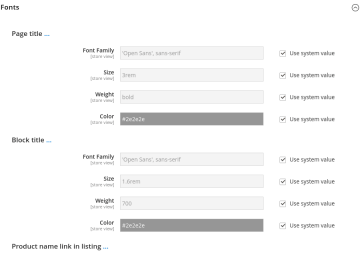 Fonts
Page title ...
Font Family
[store view]
'Open Sans', sans-serif
Use system value
Size
[store view]
3rem
Use system value
Weight
[store view]
bold
Use system value
Color
[store view]
#2e2e2e
Use system value
Block title ...
Font Family
[store view]
'Open Sans', sans-serif
Use system value
Size
[store view]
1.6rem
Use system value
Weight
[store view]
700
Use system value
Color
[store view]
#2e2e2e
Use system value
Product name link in listing ...